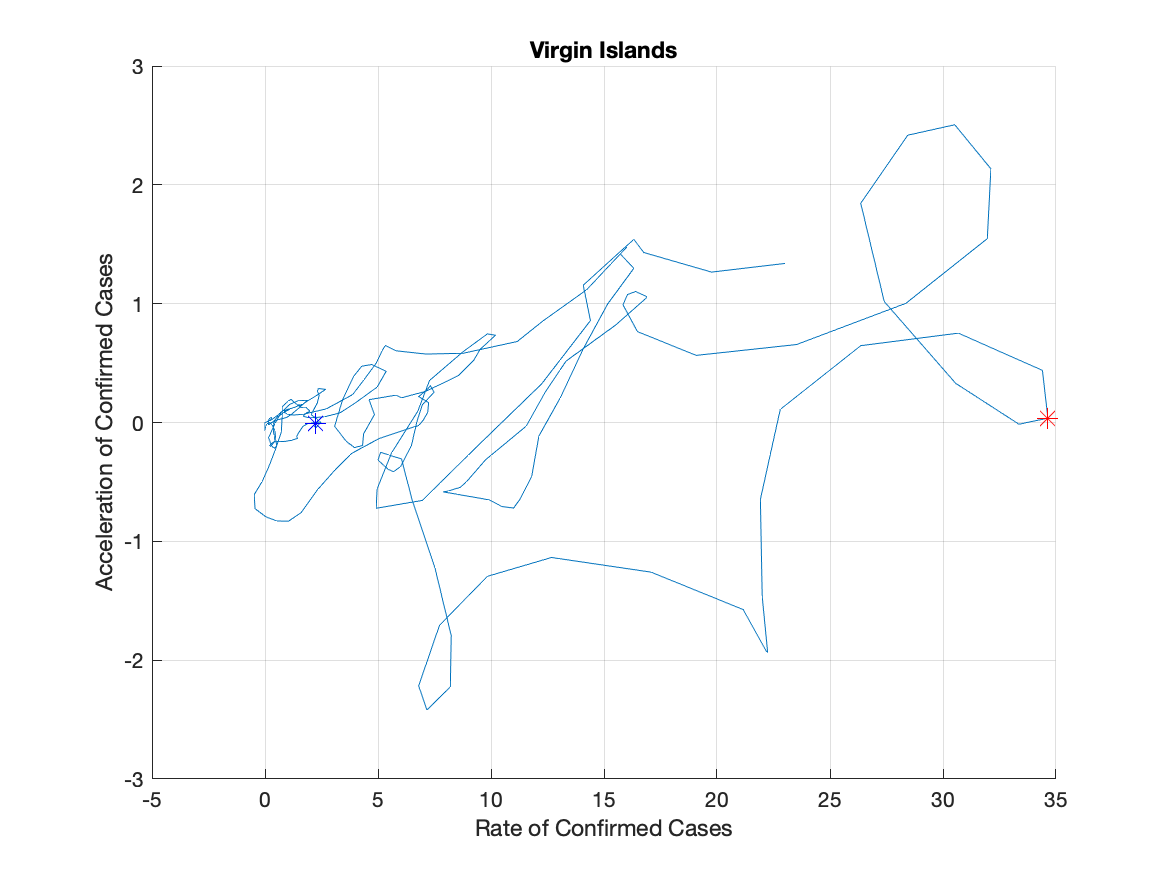 Virgin Islands
3
2
1
0
-1
-2
-3
Acceleration of Confirmed Cases
-5 0 5 10 15 20 25 30 35
Rate of Confirmed Cases